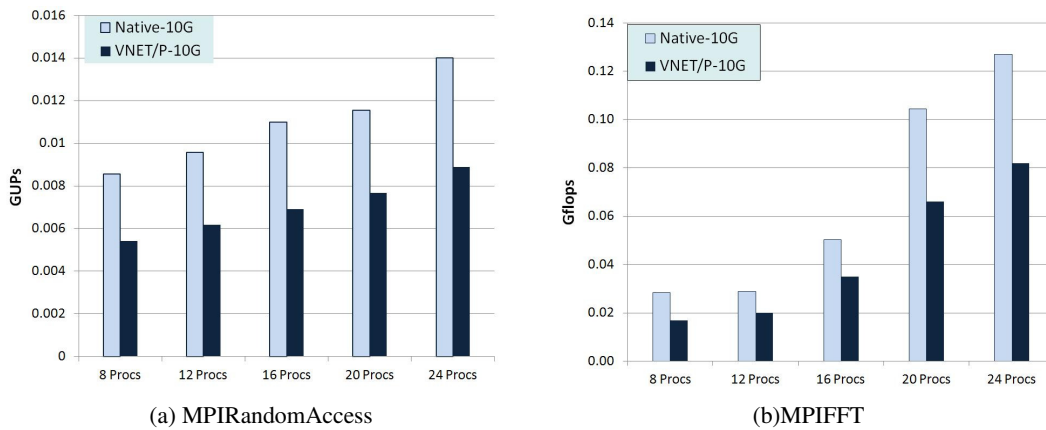 0.016
0.014
0.012
0.01
0.008
0.006
0.004
0.002
0
GUPs
Native-10G
VNET/P-10G
8 Procs
12 Procs
16 Procs
20 Procs
24 Procs
(a) MPIRandomAccess
0.14
0.12
0.10
0.08
0.06
0.04
0.02
0.00
Gflops
Native-10G
VNET/P-10G
8 Procs
12 Procs
16 Procs
20 Procs
24 Procs
(b)MPIFFT